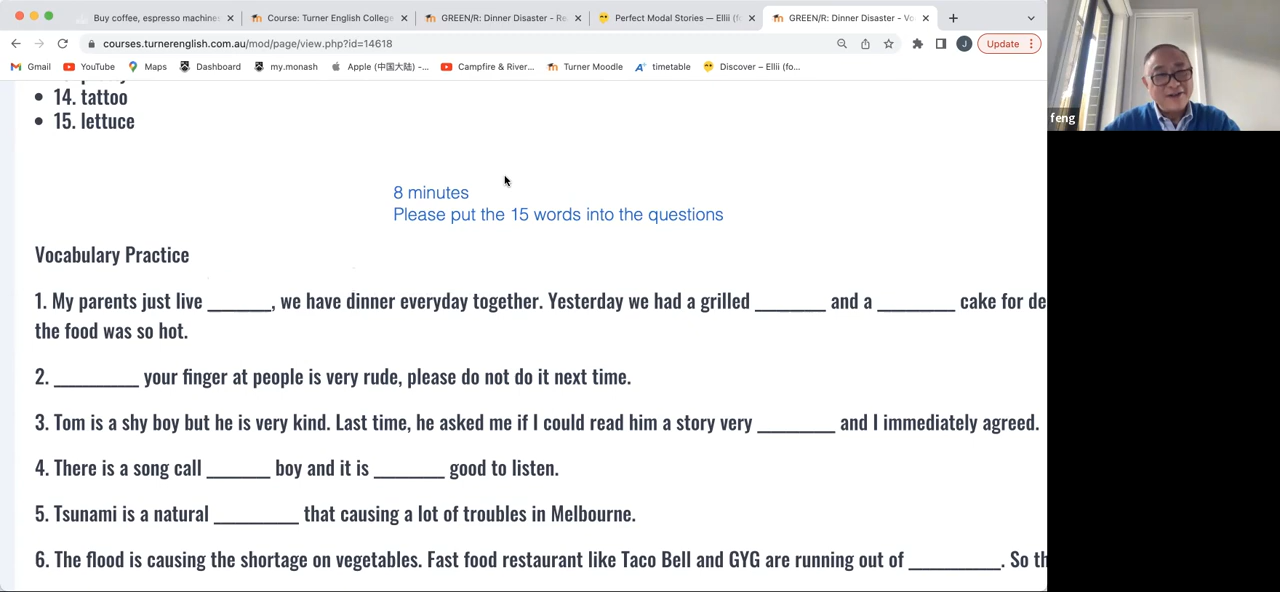 Buy coffee, espresso machine
Course: Turner English College
GREEN/R: Dinner Disaster - Re
Perfect Modal Stories — Ellii (f
GREEN/R: Dinner Disaster - Vo
courses.turnerenglish.com.au/mod/page/view.php?id=14618
J
Update
Gmail
YouTube
Maps
Dashboard
my.monash
Apple (中国大陆) -...
Campfire & River...
Turner Moodle
timetable
Discover – Ellii (fo...
14. tattoo
15. lettuce
8 minutes
Please put the 15 words into the questions
Vocabulary Practice
1. My parents just live _______, we have dinner everyday together. Yesterday we had a grilled ________ and a _________ cake for de
the food was so hot.
2. __________ your finger at people is very rude, please do not do it next time.
3. Tom is a shy boy but he is very kind. Last time, he asked me if I could read him a story very _________ and I immediately agreed.
4. There is a song call _______ boy and it is ________ good to listen.
5. Tsunami is a natural __________ that causing a lot of troubles in Melbourne.
6. The flood is causing the shortage on vegetables. Fast food restaurant like Taco Bell and GYG are running out of ___________. So th
feng